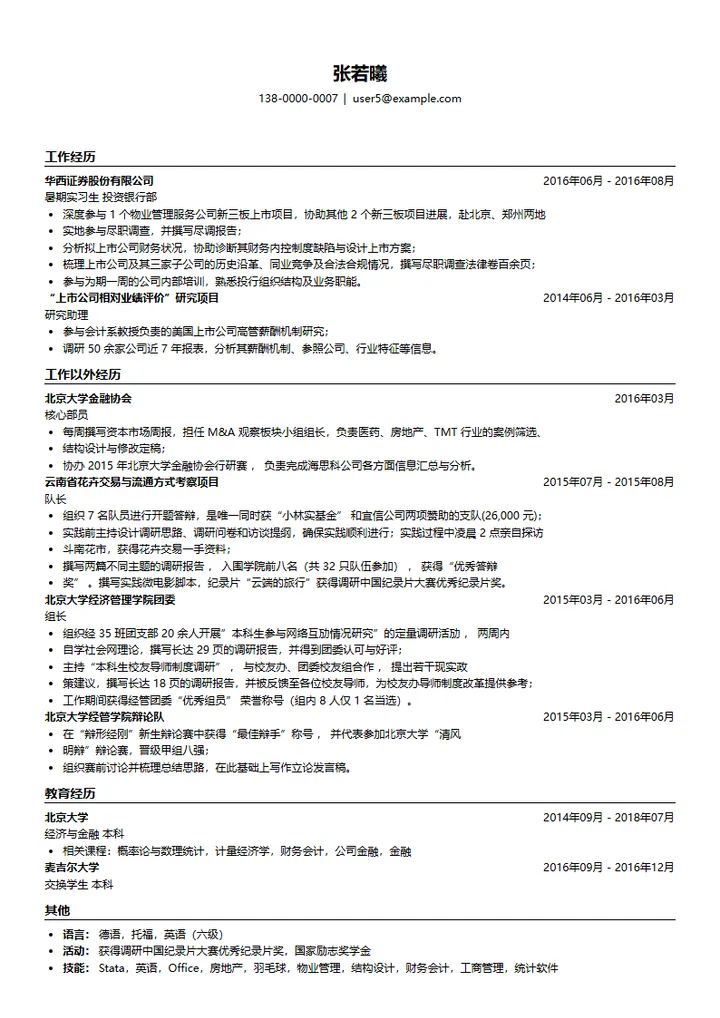 张若曦
138-0000-0007 | user5@example.com
工作经历
华西证券股份有限公司 2016年06月 - 2016年08月
暑期实习生 投资银行部
• 深度参与 1 个物业管理服务公司新三板上市项目，协助其他 2 个新三板项目进展，赴北京、郑州两地
• 实地参与尽职调查，并撰写尽调报告；
• 分析拟上市公司财务状况，协助诊断其财务内控制度缺陷与设计上市方案；
• 梳理上市公司及其三家子公司的历史沿革、同业竞争及合法合规情况，撰写尽职调查法律卷百余页；
• 参与为期一周的公司内部培训，熟悉投行组织结构及业务职能。
“上市公司相对业绩评价”研究项目 2014年06月 - 2016年03月
研究助理
• 参与会计系教授负责的美国上市公司高管薪酬机制研究；
• 调研 50 余家公司近 7 年报表，分析其薪酬机制、参照公司、行业特征等信息。
工作以外经历
北京大学金融协会 2016年03月
核心部员
• 每周撰写资本市场周报，担任 M&A 观察板块小组组长，负责医药、房地产、TMT 行业的案例筛选、
• 结构设计与修改定稿；
• 协办 2015 年北京大学金融协会行研赛 ，负责完成海思科公司各方面信息汇总与分析。
云南省花卉交易与流通方式考察项目 2015年07月 - 2015年08月
队长
• 组织 7 名队员进行开题答辩，是唯一同时获“小林实基金” 和宜信公司两项赞助的支队(26,000 元)；
• 实践前主持设计调研思路、调研问卷和访谈提纲，确保实践顺利进行；实践过程中凌晨 2 点亲自探访
• 斗南花市，获得花卉交易一手资料；
• 撰写两篇不同主题的调研报告 ，入围学院前八名（共 32 只队伍参加） ，获得“优秀答辩
• 奖” 。撰写实践微电影脚本，纪录片“云端的旅行”获得调研中国纪录片大赛优秀纪录片奖。
北京大学经济管理学院团委 2015年03月 - 2016年06月
组长
• 组织经 35 班团支部 20 余人开展”本科生参与网络互动情况研究”的定量调研活动 ，两周内
• 自学社会网理论，撰写长达 29 页的调研报告，并得到团委认可与好评；
• 主持“本科生校友导师制度调研” ，与校友办、团委校友组合作 ，提出若干现实政
• 策建议，撰写长达 18 页的调研报告，并被反馈至各位校友导师，为校友办导师制度改革提供参考；
• 工作期间获得经管团委“优秀组员” 荣誉称号（组内 8 人仅 1 名当选）。
北京大学经管学院辩论队 2015年03月 - 2016年06月
• 在“辩形经刚”新生辩论赛中获得“最佳辩手”称号 ，并代表参加北京大学“清风
• 明辩”辩论赛，晋级甲组八强；
• 组织赛前讨论并梳理总结思路，在此基础上写作立论发言稿。
教育经历
北京大学 2014年09月 - 2018年07月
经济与金融 本科
• 相关课程：概率论与数理统计，计量经济学，财务会计，公司金融，金融
麦吉尔大学 2016年09月 - 2016年12月
交换学生 本科
其他
• 语言： 德语，托福，英语（六级）
• 活动： 获得调研中国纪录片大赛优秀纪录片奖，国家励志奖学金
• 技能： Stata，英语，Office，房地产，羽毛球，物业管理，结构设计，财务会计，工商管理，统计软件